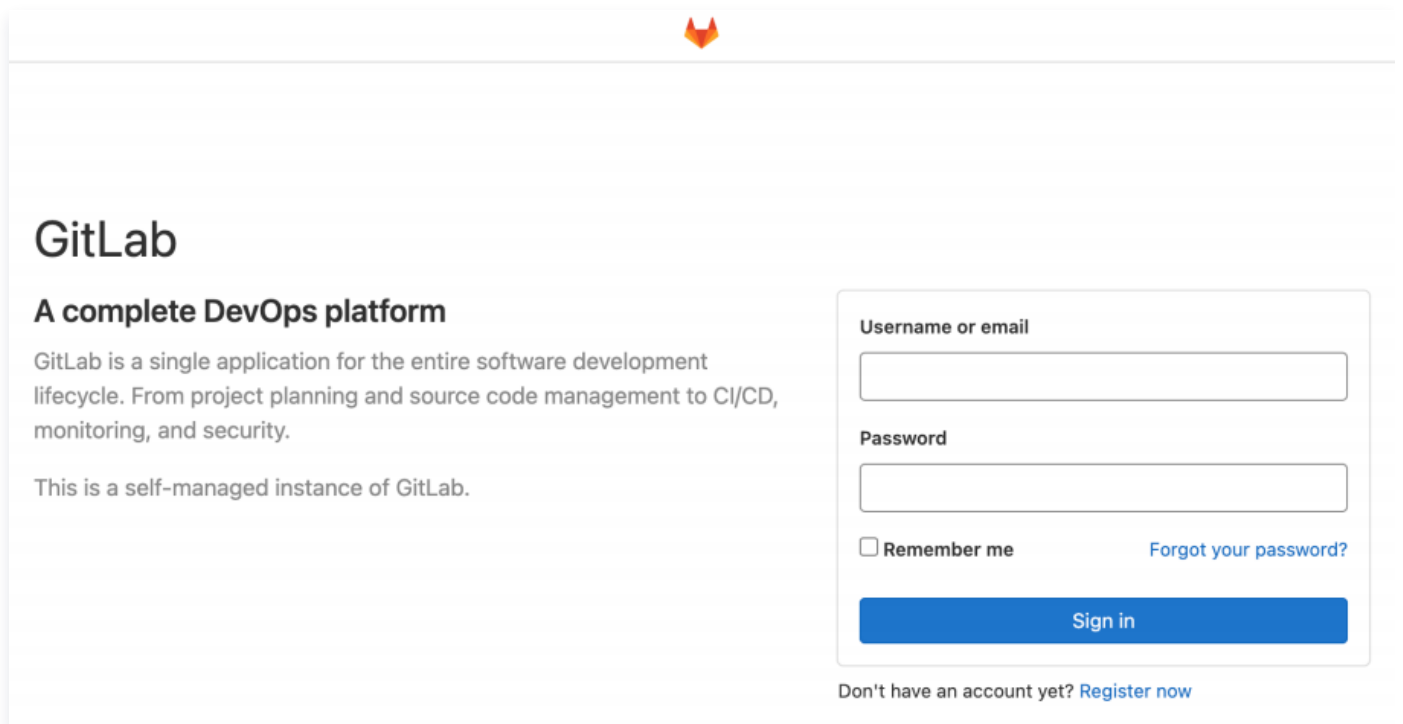 GitLab
A complete DevOps platform
GitLab is a single application for the entire software development
lifecycle. From project planning and source code management to CI/CD,
monitoring, and security.
This is a self-managed instance of GitLab.
Username or email
Password
Remember me
Forgot your password?
Sign in
Don't have an account yet? Register now